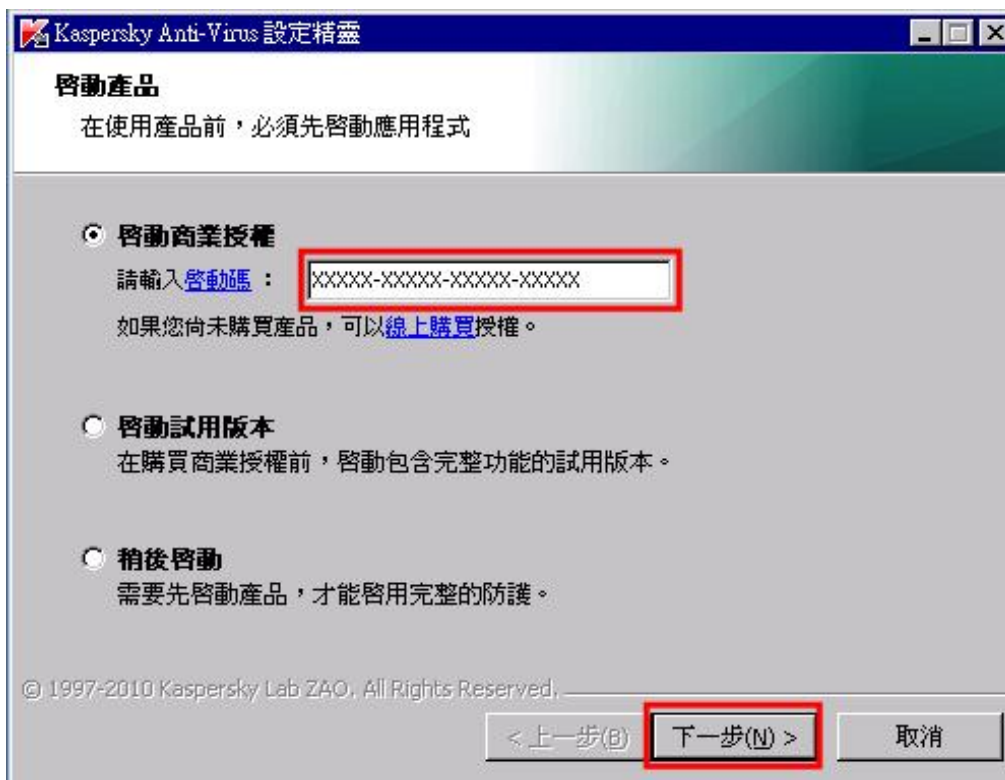 Kaspersky Anti-Virus 設定精靈
啓動產品
在使用產品前，必須先啓動應用程式
啓動商業授權
請輸入啓動碼：
XXXXX-XXXXX-XXXXX-XXXXX
如果您尚未購買產品，可以線上購買授權。
啓動試用版本
在購買商業授權前，啓動包含完整功能的試用版本。
稍後啓動
需要先啓動產品，才能啓用完整的防護。
© 1997-2010 Kaspersky Lab ZAO. All Rights Reserved.
< 上一步(B) 下一步(N) > 取消